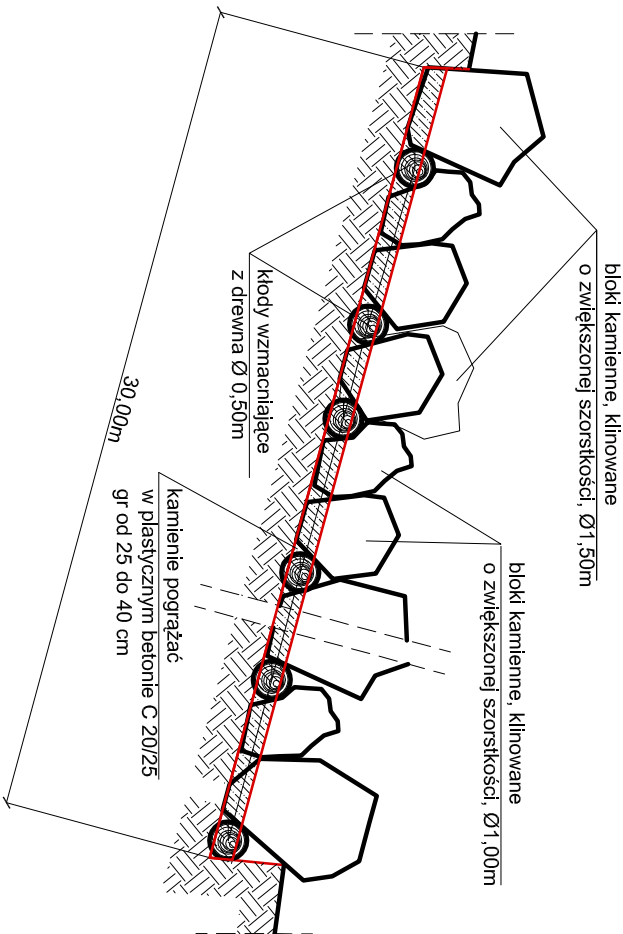 bloki kamienne, klinowane
o zwiększonej szorstkości, Ø1,50m
bloki kamienne, klinowane
o zwiększonej szorstkości, Ø1,00m
kłody wzmacniające
z drewna Ø 0,50m
kamienie pogrążać
w plastycznym betonie C 20/25
gr od 25 do 40 cm
30,00m